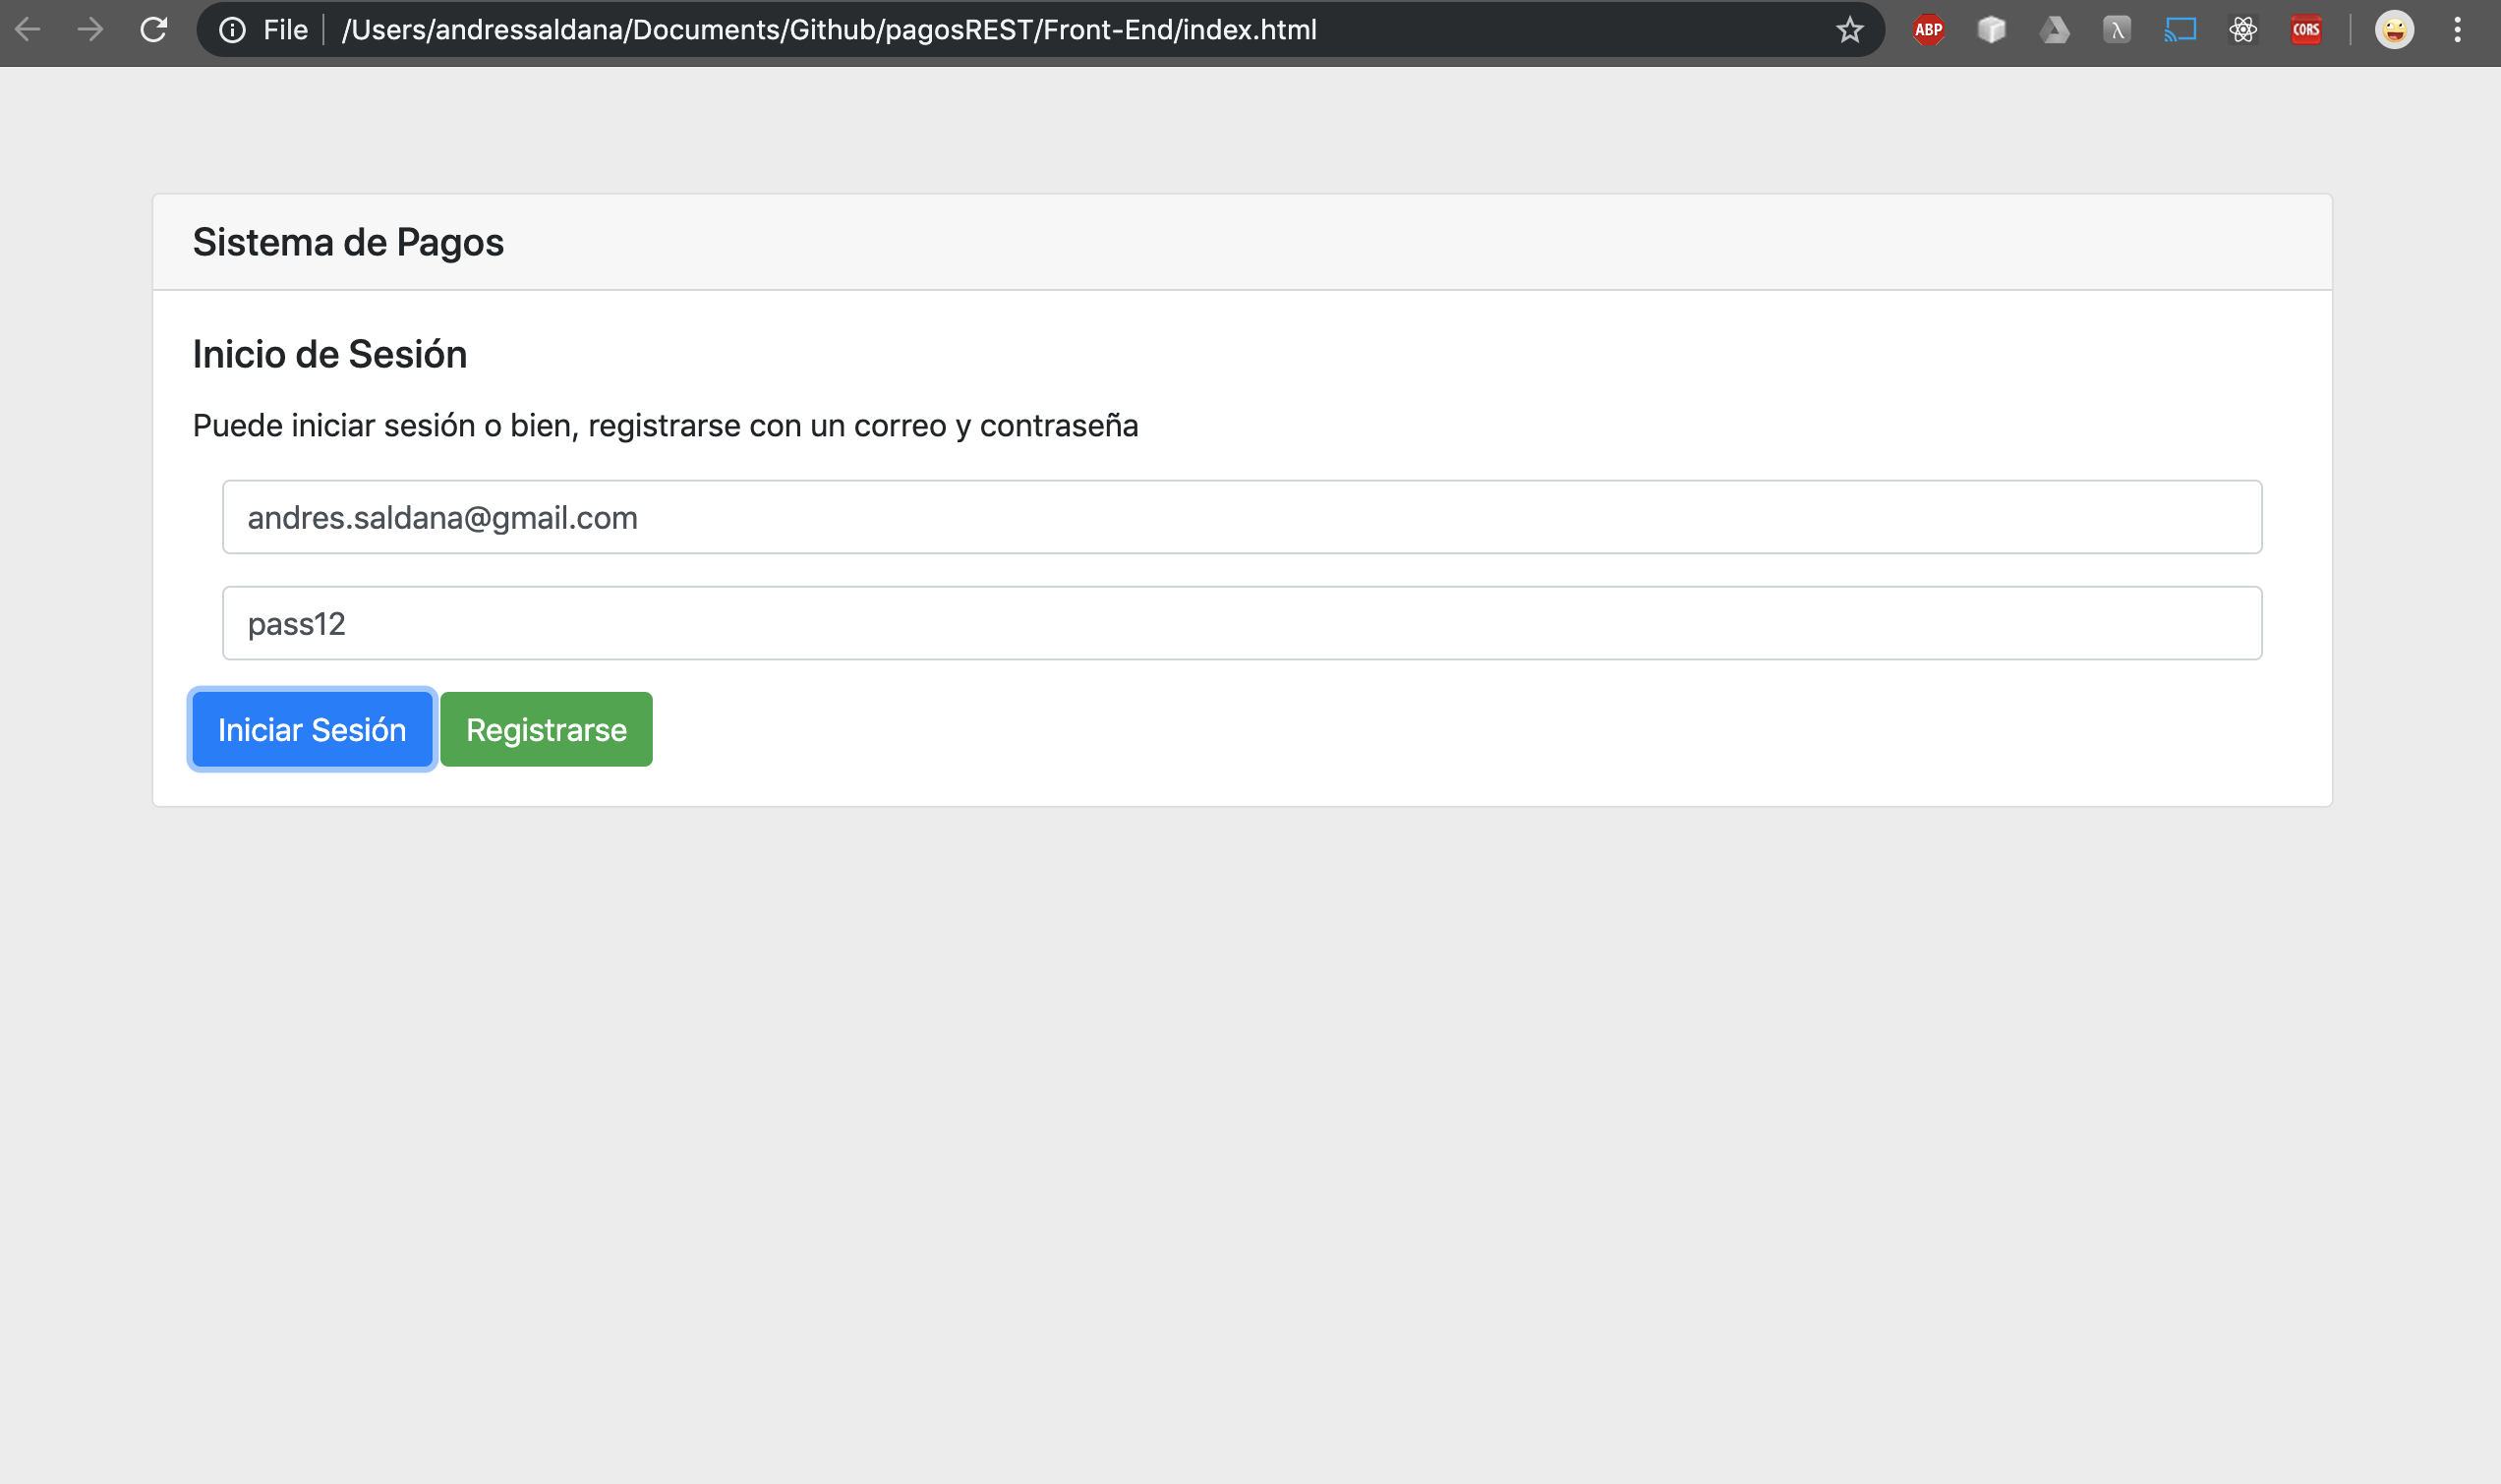 File /Users/andressaldana/Documents/Github/pagosREST/Front-End/index.html ABP λ CORS
Sistema de Pagos
Inicio de Sesión
Puede iniciar sesión o bien, registrarse con un correo y contraseña
andres.saldana@gmail.com
pass12
Iniciar Sesión Registrarse